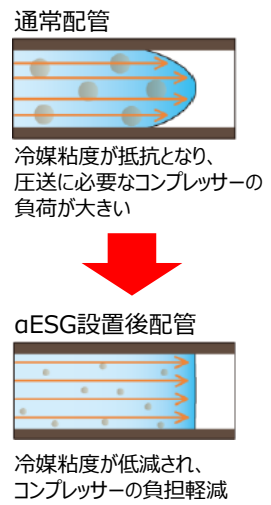 通常配管
冷媒粘度が抵抗となり、
圧送に必要なコンプレッサーの
負荷が大きい
αESG設置後配管
冷媒粘度が低減され、
コンプレッサーの負担軽減